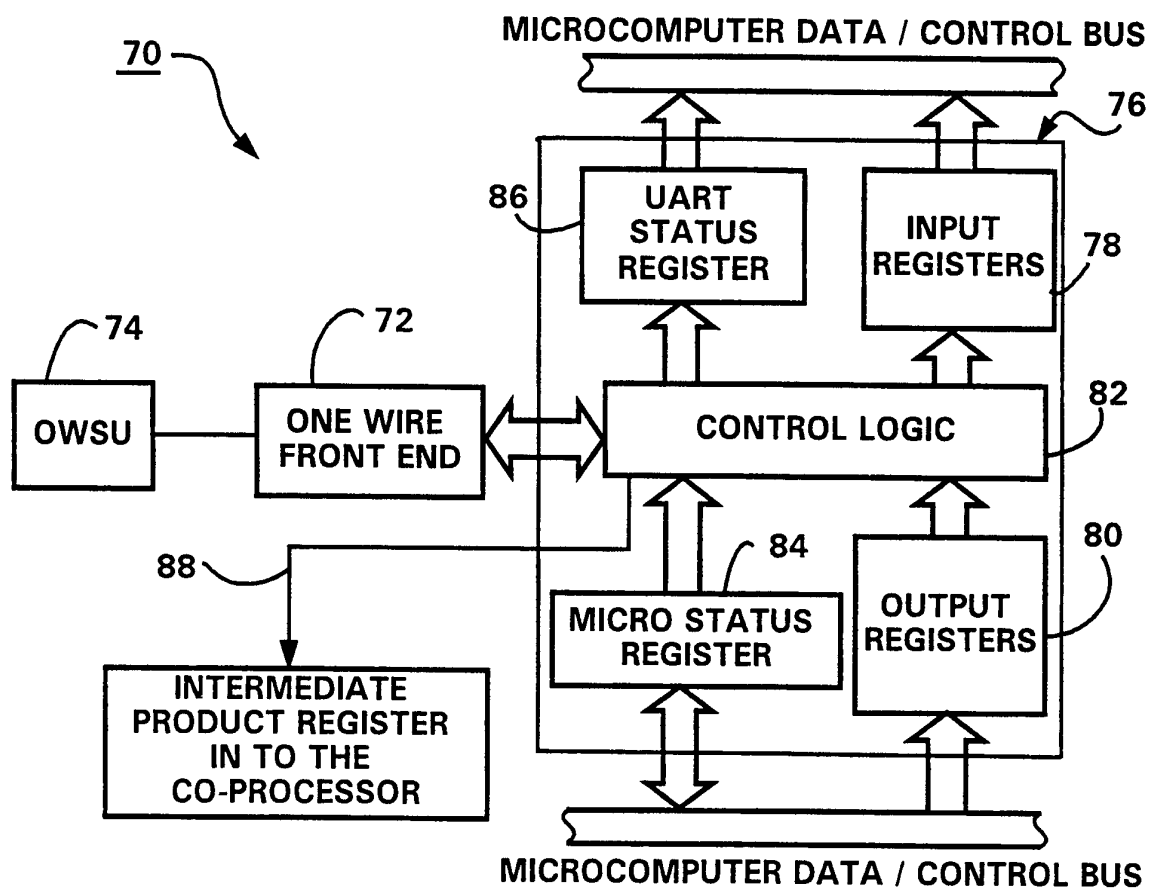 MICROCOMPUTER DATA / CONTROL BUS
70
76
86
UART
STATUS
REGISTER
INPUT
REGISTERS
78
74
72
OWSU
ONE WIRE
FRONT END
CONTROL LOGIC
82
88
84
80
MICRO STATUS
REGISTER
OUTPUT
REGISTERS
INTERMEDIATE
PRODUCT REGISTER
IN TO THE
CO-PROCESSOR
MICROCOMPUTER DATA / CONTROL BUS